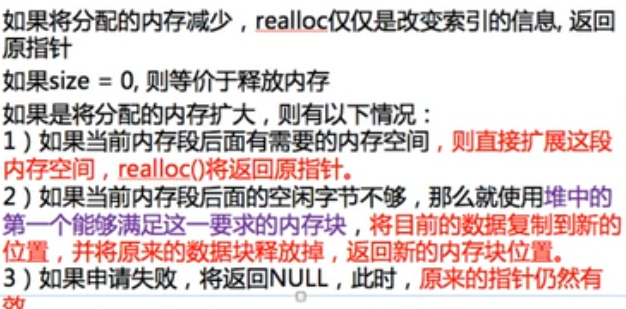 如果将分配的内存减少，realloc仅仅是改变索引的信息, 返回
原指针
如果size = 0, 则等价于释放内存
如果是将分配的内存扩大，则有以下情况：
1）如果当前内存段后面有需要的内存空间，则直接扩展这段
内存空间，realloc()将返回原指针。
2）如果当前内存段后面的空闲字节不够，那么就使用堆中的
第一个能够满足这一要求的内存块，将目前的数据复制到新的
位置，并将原来的数据块释放掉，返回新的内存块位置。
3）如果申请失败，将返回NULL，此时，原来的指针仍然有
效